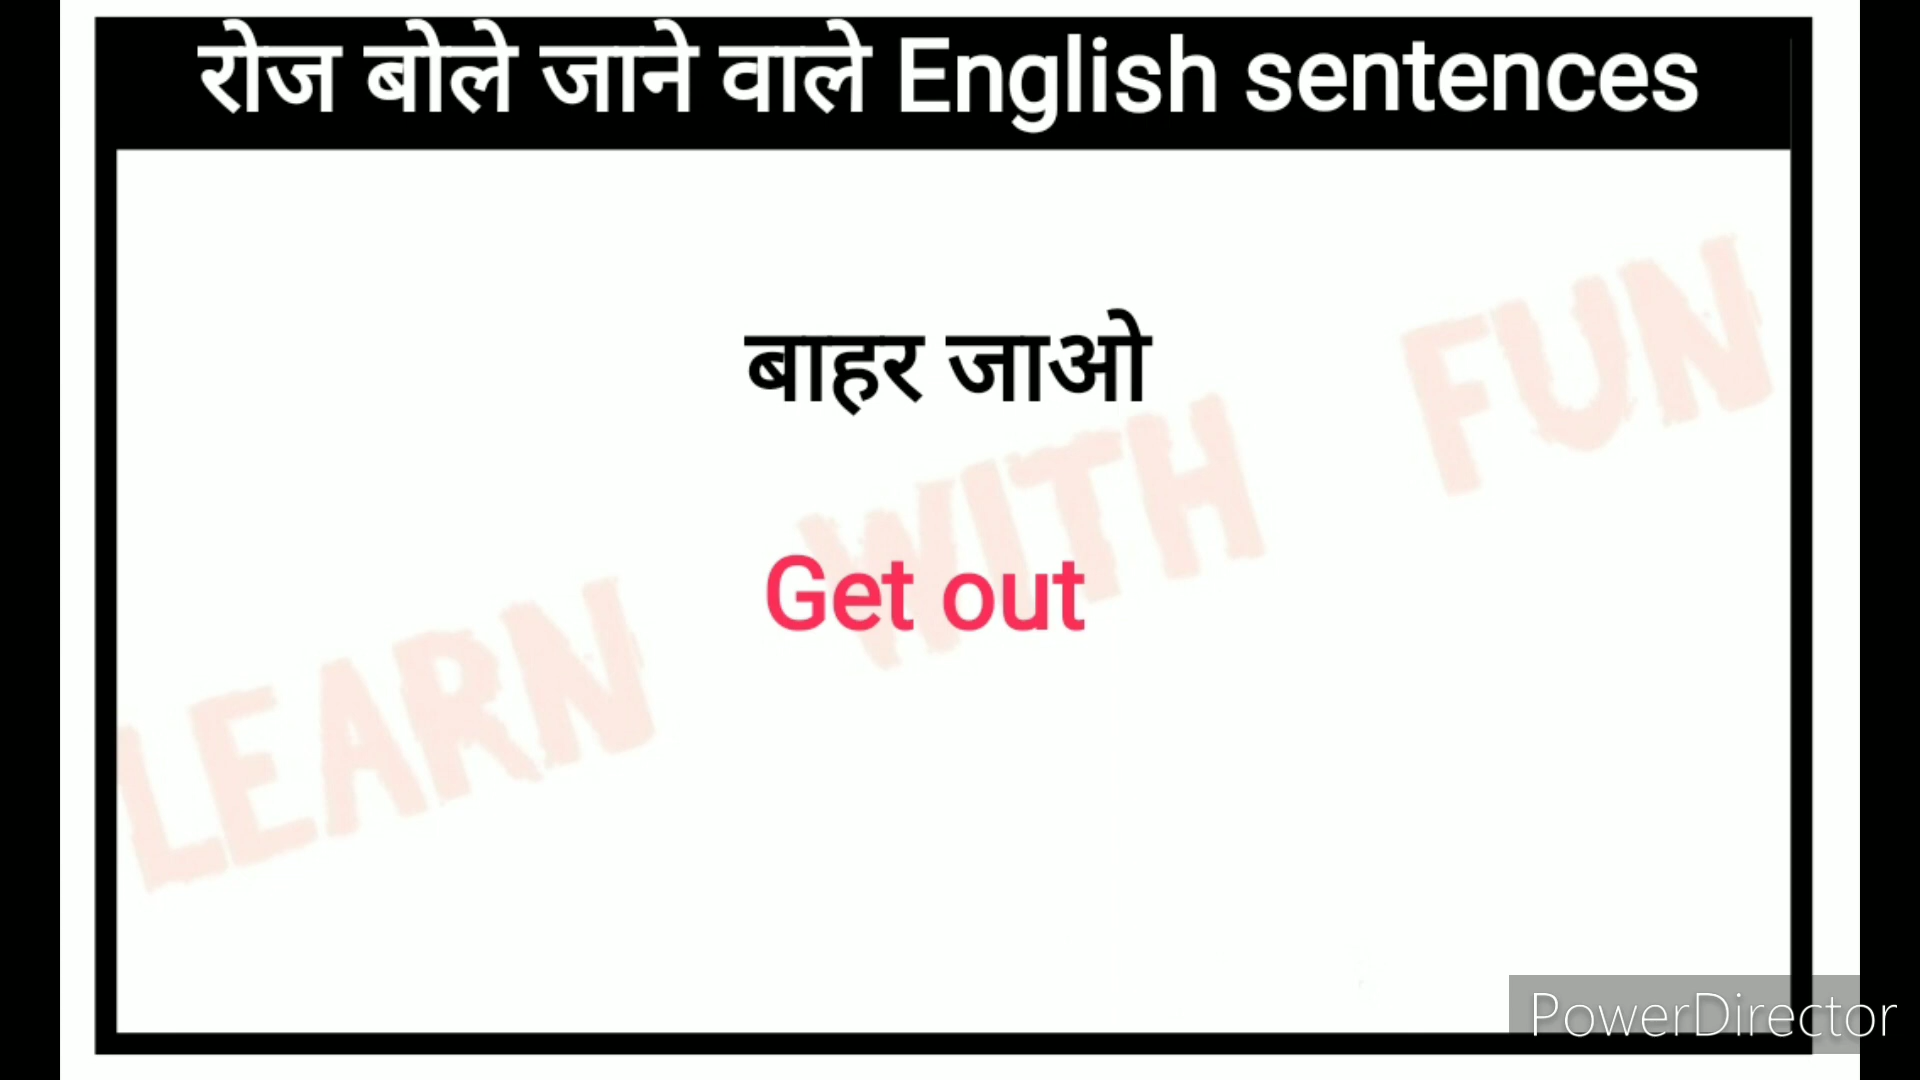 रोज बोले जाने वाले English sentences
बाहर जाओ
Get out
LEARN WITH FUN
PowerDirector